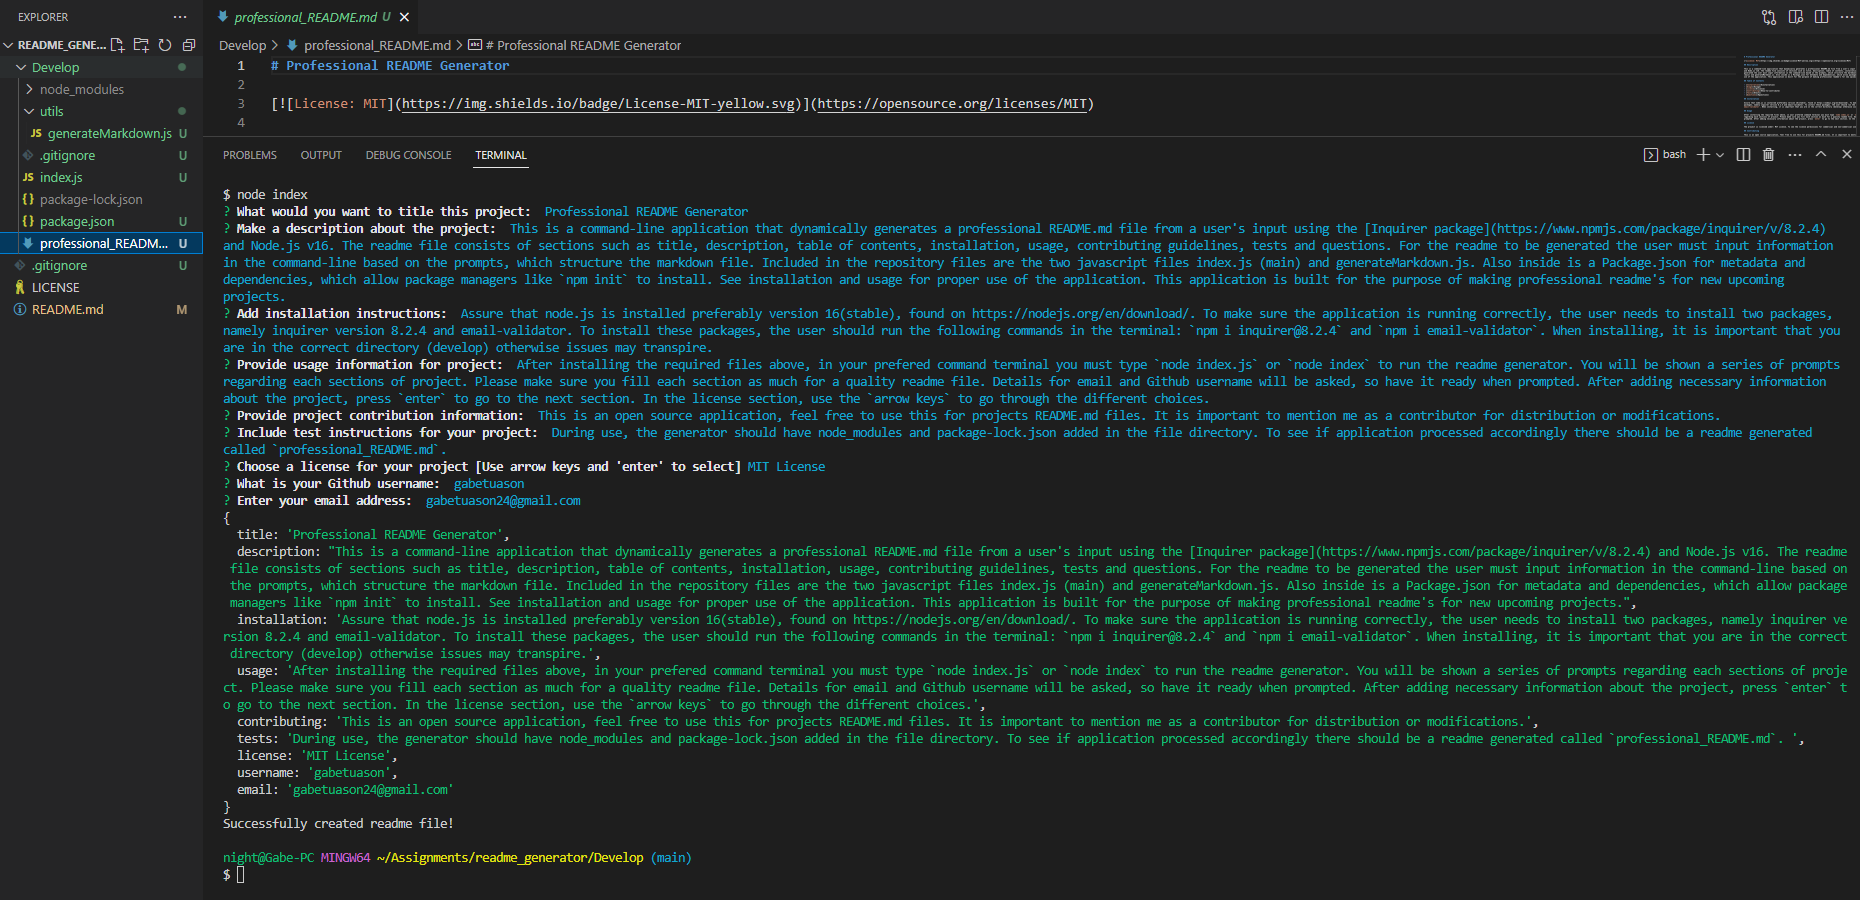 EXPLORER
README_GENE...
Develop
node_modules
utils
JS generateMarkdown.js U
.gitignore U
JS index.js U
{} package-lock.json
{} package.json U
professional_READM... U
.gitignore U
LICENSE
README.md M
professional_README.md U
Develop > professional_README.md > # Professional README Generator
1 # Professional README Generator
2
3 [![License: MIT](https://img.shields.io/badge/License-MIT-yellow.svg)](https://opensource.org/licenses/MIT)
4
PROBLEMS OUTPUT DEBUG CONSOLE TERMINAL
bash
$ node index
? What would you want to title this project: Professional README Generator
? Make a description about the project: This is a command-line application that dynamically generates a professional README.md file from a user's input using the [Inquirer package](https://www.npmjs.com/package/inquirer/v/8.2.4)
and Node.js v16. The readme file consists of sections such as title, description, table of contents, installation, usage, contributing guidelines, tests and questions. For the readme to be generated the user must input information
in the command-line based on the prompts, which structure the markdown file. Included in the repository files are the two javascript files index.js (main) and generateMarkdown.js. Also inside is a Package.json for metadata and
dependencies, which allow package managers like `npm init` to install. See installation and usage for proper use of the application. This application is built for the purpose of making professional readme's for new upcoming
projects.
? Add installation instructions: Assure that node.js is installed preferably version 16(stable), found on https://nodejs.org/en/download/. To make sure the application is running correctly, the user needs to install two packages,
namely inquirer version 8.2.4 and email-validator. To install these packages, the user should run the following commands in the terminal: `npm i inquirer@8.2.4` and `npm i email-validator`. When installing, it is important that you
are in the correct directory (develop) otherwise issues may transpire.
? Provide usage information for project: After installing the required files above, in your prefered command terminal you must type `node index.js` or `node index` to run the readme generator. You will be shown a series of prompts
regarding each sections of project. Please make sure you fill each section as much for a quality readme file. Details for email and Github username will be asked, so have it ready when prompted. After adding necessary information
about the project, press `enter` to go to the next section. In the license section, use the `arrow keys` to go through the different choices.
? Provide project contribution information: This is an open source application, feel free to use this for projects README.md files. It is important to mention me as a contributor for distribution or modifications.
? Include test instructions for your project: During use, the generator should have node_modules and package-lock.json added in the file directory. To see if application processed accordingly there should be a readme generated
called `professional_README.md`.
? Choose a license for your project [Use arrow keys and 'enter' to select] MIT License
? What is your Github username: gabetuason
? Enter your email address: gabetuason24@gmail.com
{
title: 'Professional README Generator',
description: "This is a command-line application that dynamically generates a professional README.md file from a user's input using the [Inquirer package](https://www.npmjs.com/package/inquirer/v/8.2.4) and Node.js v16. The readme
file consists of sections such as title, description, table of contents, installation, usage, contributing guidelines, tests and questions. For the readme to be generated the user must input information in the command-line based on
the prompts, which structure the markdown file. Included in the repository files are the two javascript files index.js (main) and generateMarkdown.js. Also inside is a Package.json for metadata and dependencies, which allow package
managers like `npm init` to install. See installation and usage for proper use of the application. This application is built for the purpose of making professional readme's for new upcoming projects.",
installation: 'Assure that node.js is installed preferably version 16(stable), found on https://nodejs.org/en/download/. To make sure the application is running correctly, the user needs to install two packages, namely inquirer ve
rsion 8.2.4 and email-validator. To install these packages, the user should run the following commands in the terminal: `npm i inquirer@8.2.4` and `npm i email-validator`. When installing, it is important that you are in the correct
directory (develop) otherwise issues may transpire.',
usage: 'After installing the required files above, in your prefered command terminal you must type `node index.js` or `node index` to run the readme generator. You will be shown a series of prompts regarding each sections of proje
ct. Please make sure you fill each section as much for a quality readme file. Details for email and Github username will be asked, so have it ready when prompted. After adding necessary information about the project, press `enter` t
o go to the next section. In the license section, use the `arrow keys` to go through the different choices.',
contributing: 'This is an open source application, feel free to use this for projects README.md files. It is important to mention me as a contributor for distribution or modifications.',
tests: 'During use, the generator should have node_modules and package-lock.json added in the file directory. To see if application processed accordingly there should be a readme generated called `professional_README.md`. ',
license: 'MIT License',
username: 'gabetuason',
email: 'gabetuason24@gmail.com'
}
Successfully created readme file!
night@Gabe-PC MINGW64 ~/Assignments/readme_generator/Develop (main)
$